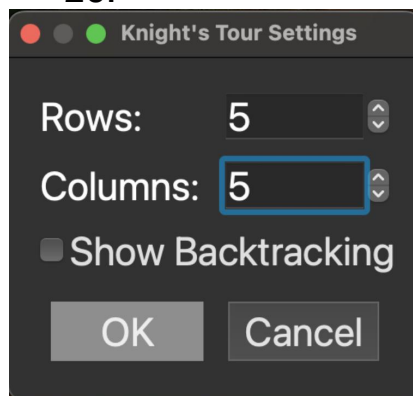 Knight's Tour Settings
Rows: 5
Columns: 5
Show Backtracking
OK Cancel